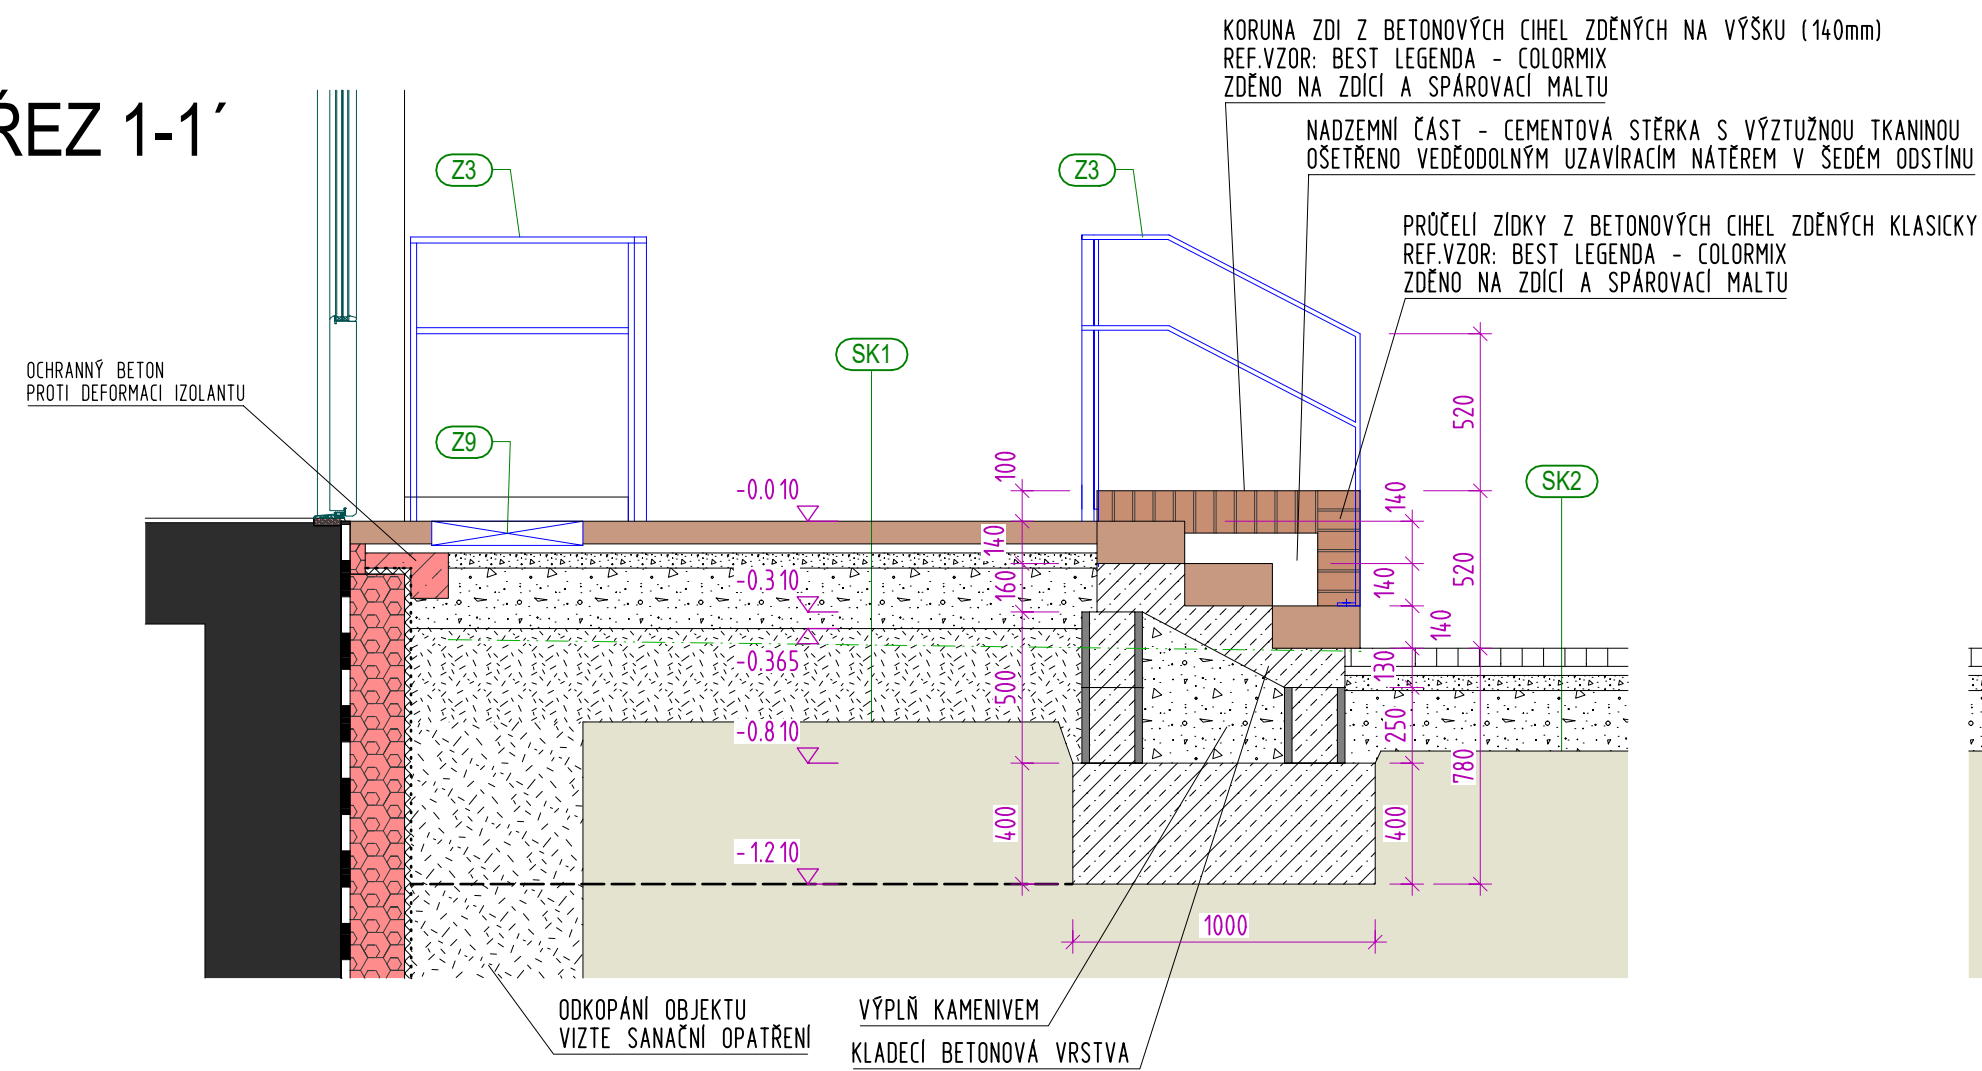 KORUNA ZDI Z BETONOVÝCH CIHEL ZDĚNÝCH NA VÝŠKU (140mm)
REF.VZOR: BEST LEGENDA - COLORMIX
ZDĚNO NA ZDÍCÍ A SPÁROVACÍ MALTU
ŘEZ 1-1´
NADZEMNÍ ČÁST - CEMENTOVÁ STĚRKA S VÝZTUŽNOU TKANINOU
OŠETŘENO VEDĚODOLNÝM UZAVÍRACÍM NÁTĚREM V ŠEDÉM ODSTÍNU
Z3
Z3
PRŮČELÍ ZÍDKY Z BETONOVÝCH CIHEL ZDĚNÝCH KLASICKY
REF.VZOR: BEST LEGENDA - COLORMIX
ZDĚNO NA ZDÍCÍ A SPÁROVACÍ MALTU
SK1
OCHRANNÝ BETON
PROTI DEFORMACI IZOLANTU
Z9
520
100
SK2
-0.010
140
140
520
-0.310
160
140
140
-0.365
500
130
-0.810
250
780
400
400
-1.210
1000
ODKOPÁNÍ OBJEKTU
VIZTE SANAČNÍ OPATŘENÍ
VÝPLŇ KAMENIVEM
KLADECÍ BETONOVÁ VRSTVA